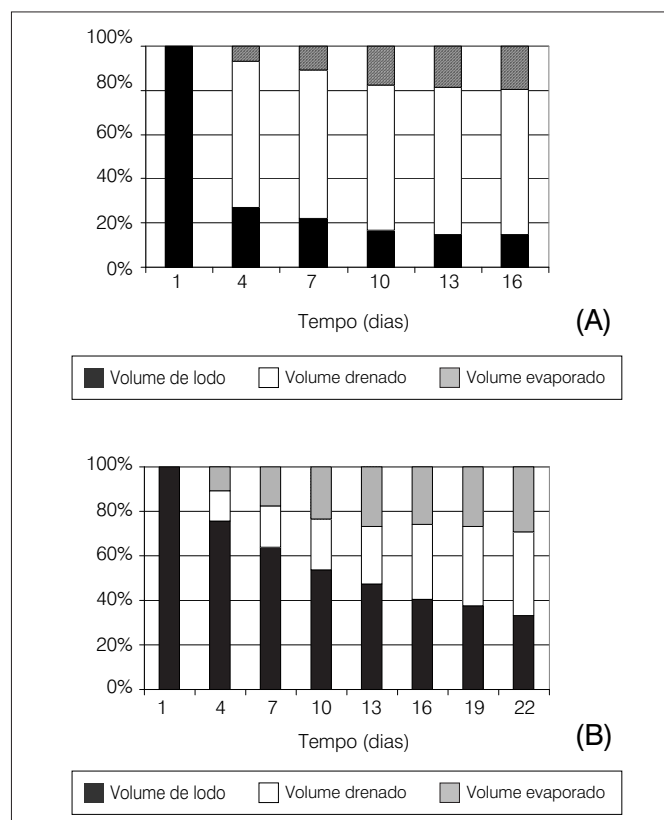 100%
80%
60%
40%
20%
0%
1 4 7 10 13 16
Tempo (dias)
(A)
Volume de lodo Volume drenado Volume evaporado
100%
80%
60%
40%
20%
0%
1 4 7 10 13 16 19 22
Tempo (dias)
(B)
Volume de lodo Volume drenado Volume evaporado